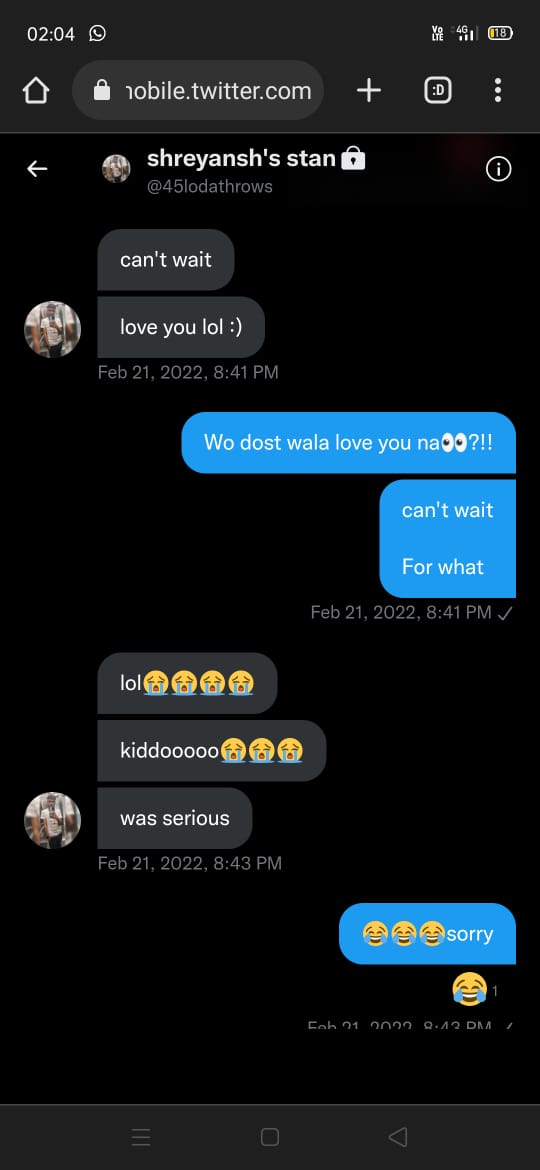 02:04
Vo LTE 4G 18
nobile.twitter.com :D
shreyansh's stan🔒
@45lodathrows
can't wait
love you lol :)
Feb 21, 2022, 8:41 PM
Wo dost wala love you na👀?!!
can't wait
For what
Feb 21, 2022, 8:41 PM ✓
lol😭😭😭😭
kiddooooo😭😭😭
was serious
Feb 21, 2022, 8:43 PM
😂😂😂sorry
😂 1
Feb 21, 2022, 8:43 PM ✓